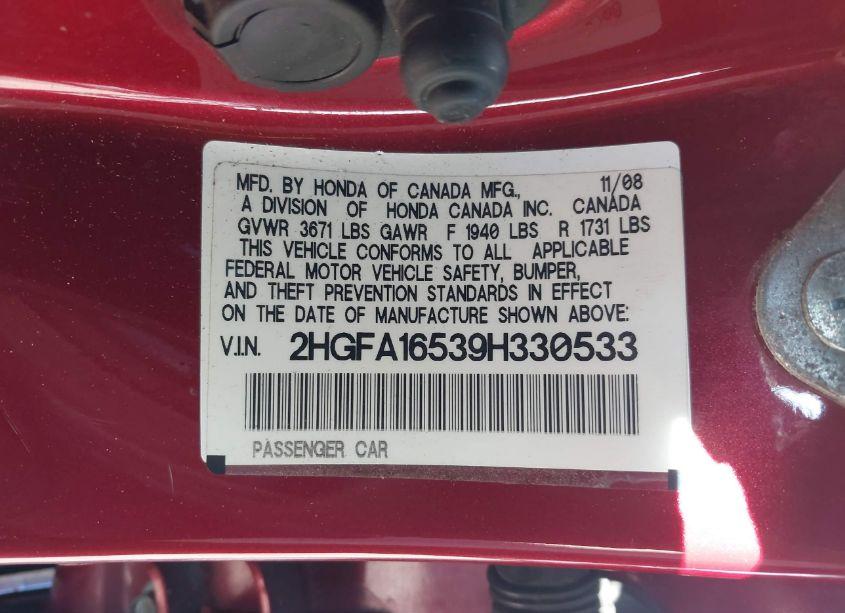 MFD. BY HONDA OF CANADA MFG., 11/08
A DIVISION OF HONDA CANADA INC. CANADA
GVWR 3671 LBS GAWR F 1940 LBS R 1731 LBS
THIS VEHICLE CONFORMS TO ALL APPLICABLE
FEDERAL MOTOR VEHICLE SAFETY, BUMPER,
AND THEFT PREVENTION STANDARDS IN EFFECT
ON THE DATE OF MANUFACTURE SHOWN ABOVE:
V.I.N. 2HGFA16539H330533
PASSENGER CAR